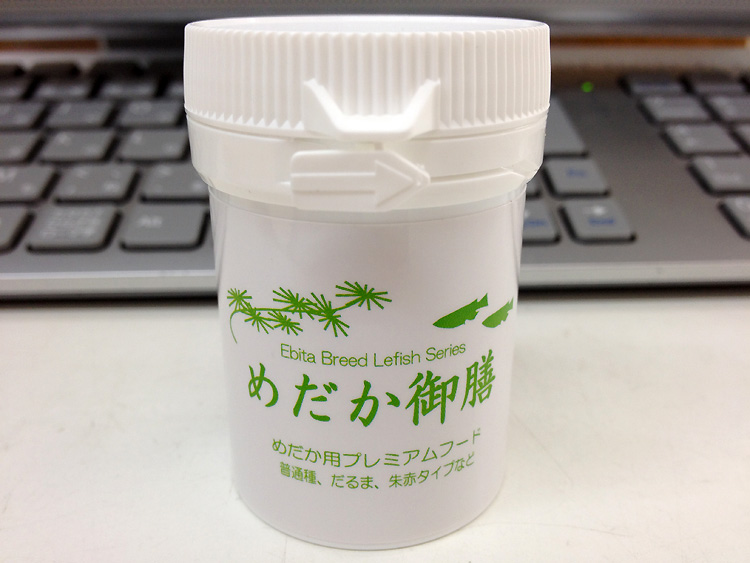 Ebita Breed Lefish Series
めだか御膳
めだか用プレミアムフード
普通種、だるま、朱赤タイプなど